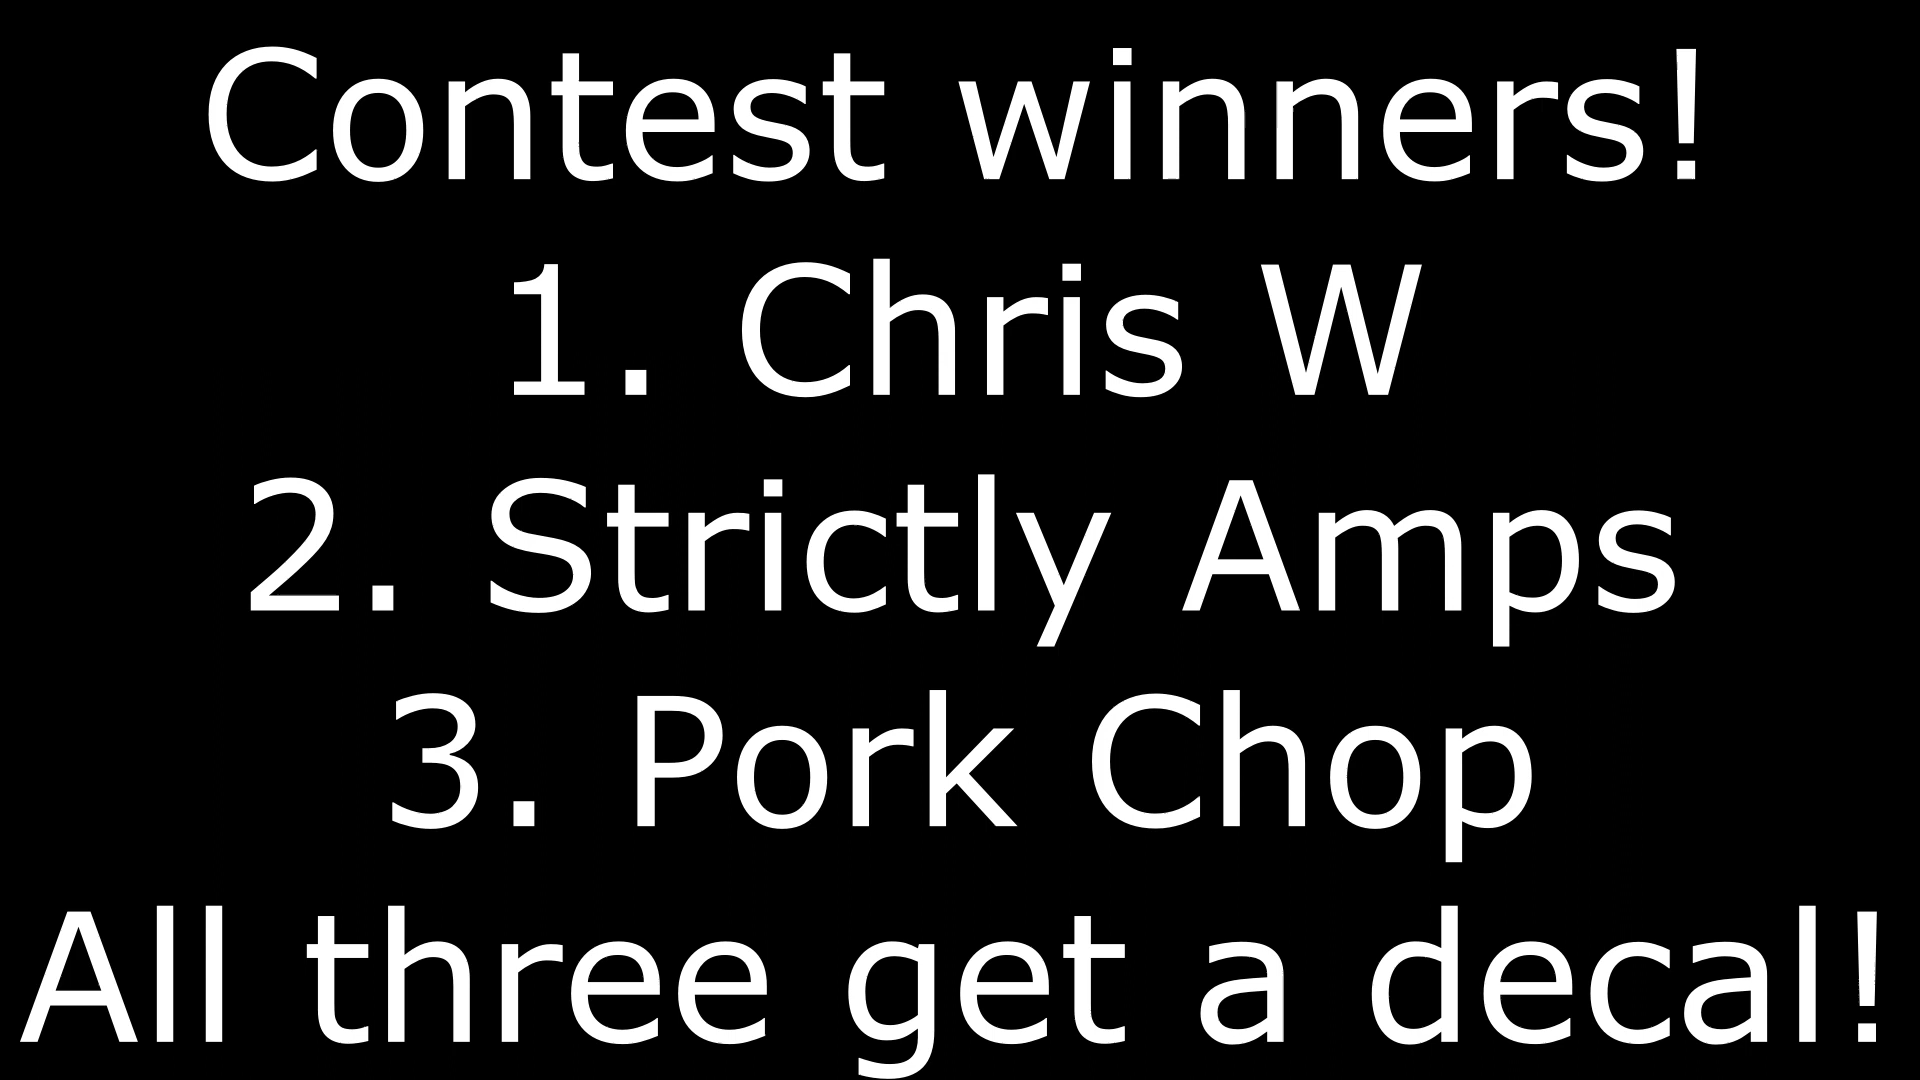 Contest winners!
1. Chris W
2. Strictly Amps
3. Pork Chop
All three get a decal!